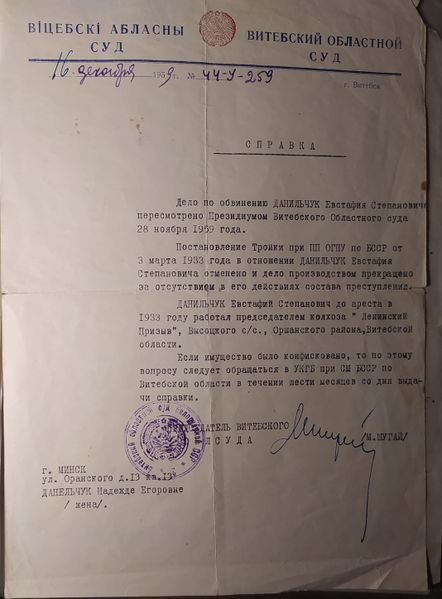 ВІЦЕБСКІ АБЛАСНЫ
СУД
ВИТЕБСКИЙ ОБЛАСТНОЙ
СУД
16 декабря 1959 г. № 44-У-259
г. Витебск
СПРАВКА
Дело по обвинению ДАНИЛЬЧУК Евстафия Степановича
пересмотрено Президиумом Витебского Областного суда
28 ноября 1959 года.
Постановление Тройки при ПП ОГПУ по БССР от
3 марта 1933 года в отношении ДАНИЛЬЧУК Евстафия
Степановича отменено и дело производством прекращено
за отсутствием в его действиях состава преступления.
ДАНИЛЬЧУК Евстафий Степанович до ареста в
1933 году работал председателем колхоза " Ленинский
Призыв", Высоцкого с/с., Оршанского района, Витебской
области.
Если имущество было конфисковано, то по этому
вопросу следует обращаться в УКГБ при СМ БССР по
Витебской области в течении шести месяцев со дня выда-
чи справки.
ПРЕДСЕДАТЕЛЬ ВИТЕБСКОГО
СУДА
/М.ШУГАЙ/
г. МИНСК
ул. Оранского д.13 кв.13
ДАНЕЛЬЧУК Надежде Егоровне
/ жена/.